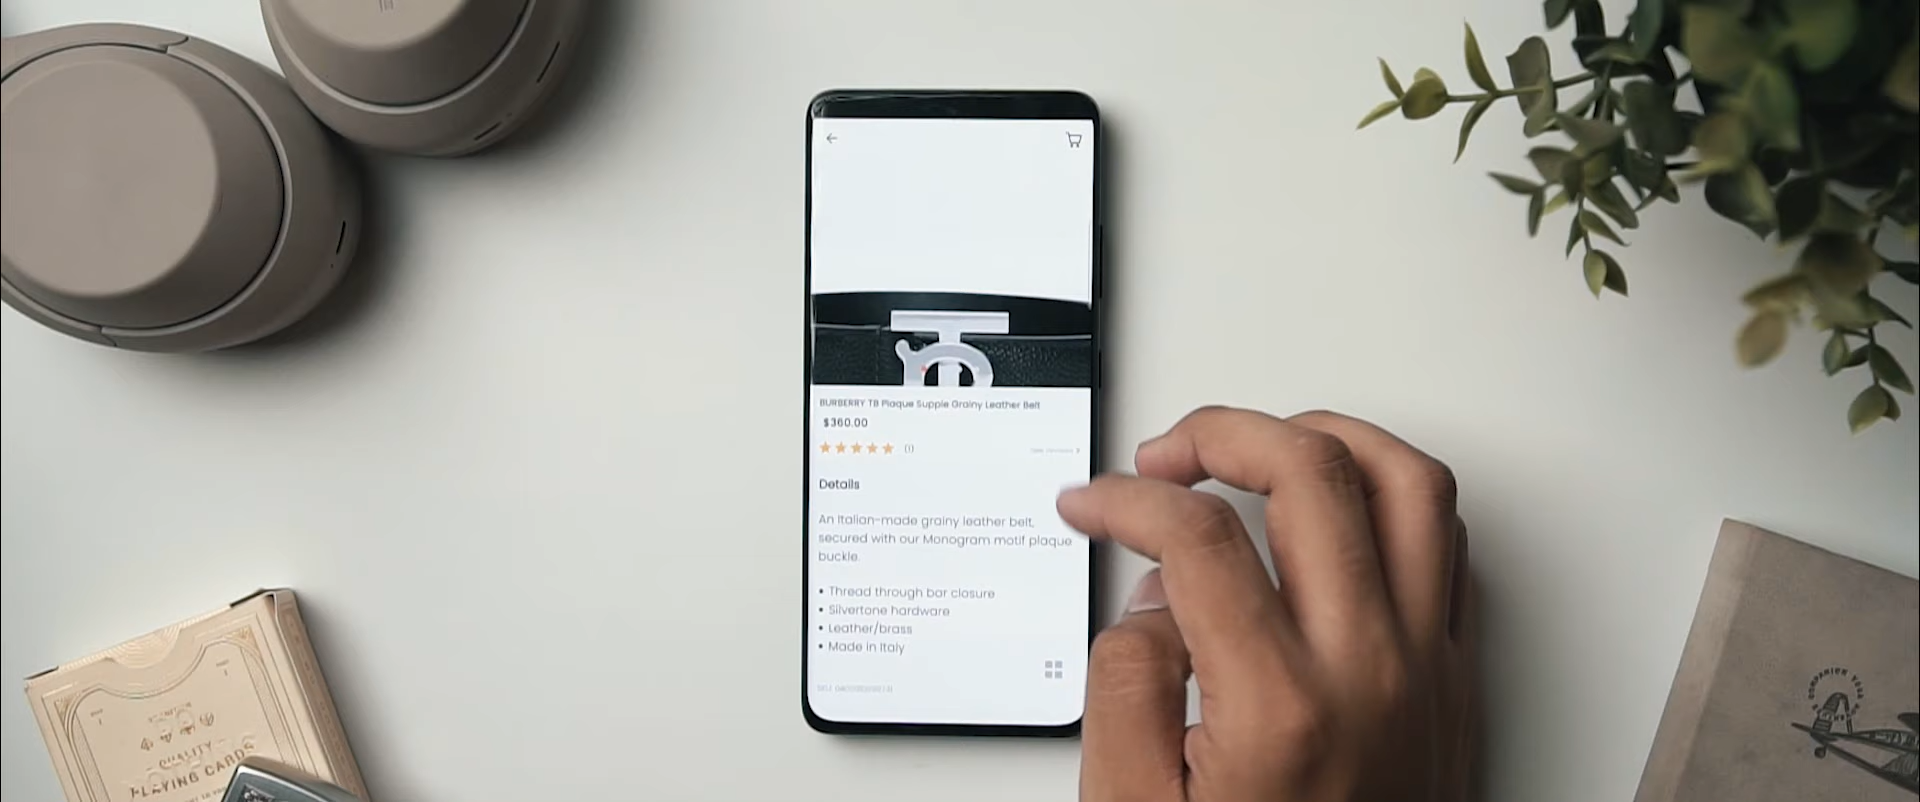 BURBERRY TB Plaque Supple Grainy Leather Belt
$360.00
(1)
Details
An Italian-made grainy leather belt,
secured with our Monogram motif plaque
buckle.
• Thread through bar closure
• Silvertone hardware
• Leather/brass
• Made in Italy
QUALITY
PLAYING CARDS